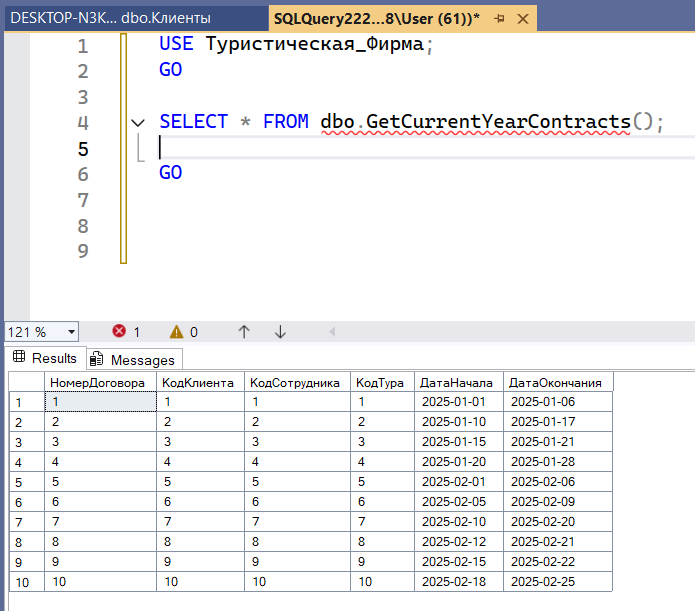 DESKTOP-N3K... dbo.Клиенты
SQLQuery222...8\User (61))*
1 USE Туристическая_Фирма;
2 GO
3
4 SELECT * FROM dbo.GetCurrentYearContracts();
5
6 GO
7
8
9
121 % 1 0
Results Messages
НомерДоговора КодКлиента КодСотрудника КодТура ДатаНачала ДатаОкончания
1 1 1 1 1 2025-01-01 2025-01-06
2 2 2 2 2 2025-01-10 2025-01-17
3 3 3 3 3 2025-01-15 2025-01-21
4 4 4 4 4 2025-01-20 2025-01-28
5 5 5 5 5 2025-02-01 2025-02-06
6 6 6 6 6 2025-02-05 2025-02-09
7 7 7 7 7 2025-02-10 2025-02-20
8 8 8 8 8 2025-02-12 2025-02-21
9 9 9 9 9 2025-02-15 2025-02-22
10 10 10 10 10 2025-02-18 2025-02-25